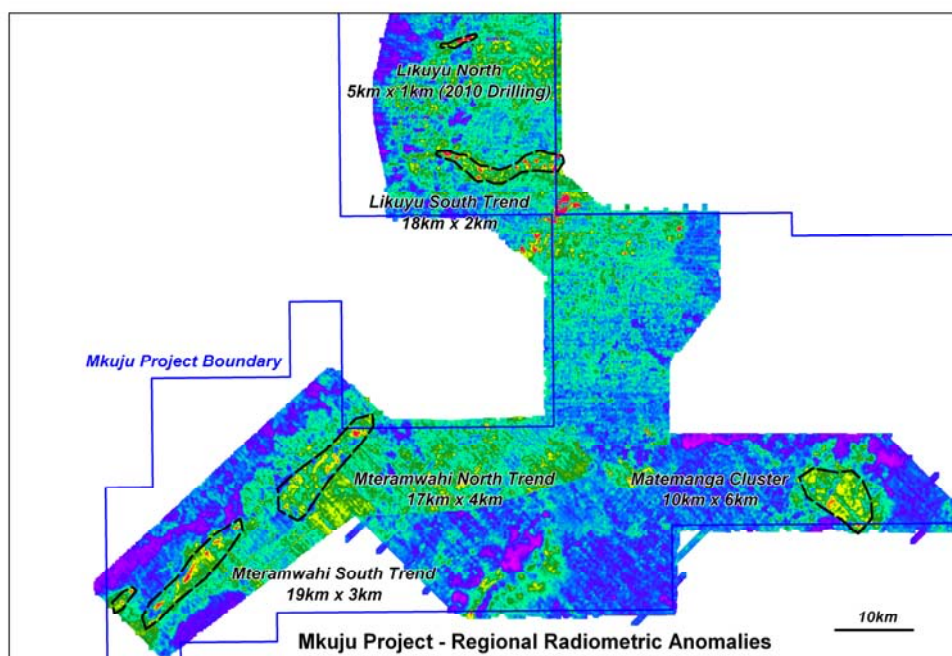 Likuyu North
5km x 1km (2010 Drilling)
Likuyu South Trend
18km x 2km
Mkuju Project Boundary
Mteramwahi North Trend
17km x 4km
Matemanga Cluster
10km x 6km
Mteramwahi South Trend
19km x 3km
10km
Mkuju Project - Regional Radiometric Anomalies